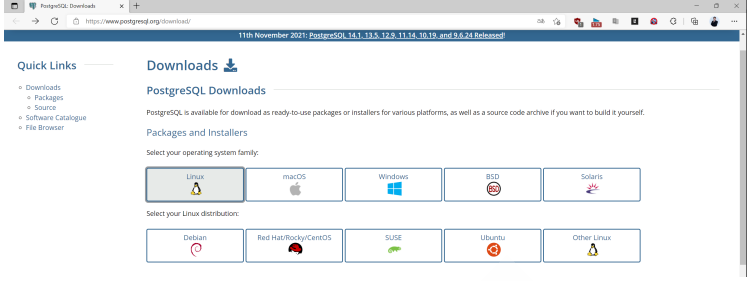 PostgreSQL: Downloads
https://www.postgresql.org/download/
11th November 2021: PostgreSQL 14.1, 13.5, 12.9, 11.14, 10.19, and 9.6.24 Released!
Quick Links
Downloads
Packages
Source
Software Catalogue
File Browser
Downloads
PostgreSQL Downloads
PostgreSQL is available for download as ready-to-use packages or installers for various platforms, as well as a source code archive if you want to build it yourself.
Packages and Installers
Select your operating system family:
Linux macOS Windows BSD Solaris
BSD
Select your Linux distribution:
Debian Red Hat/Rocky/CentOS SUSE Ubuntu Other Linux